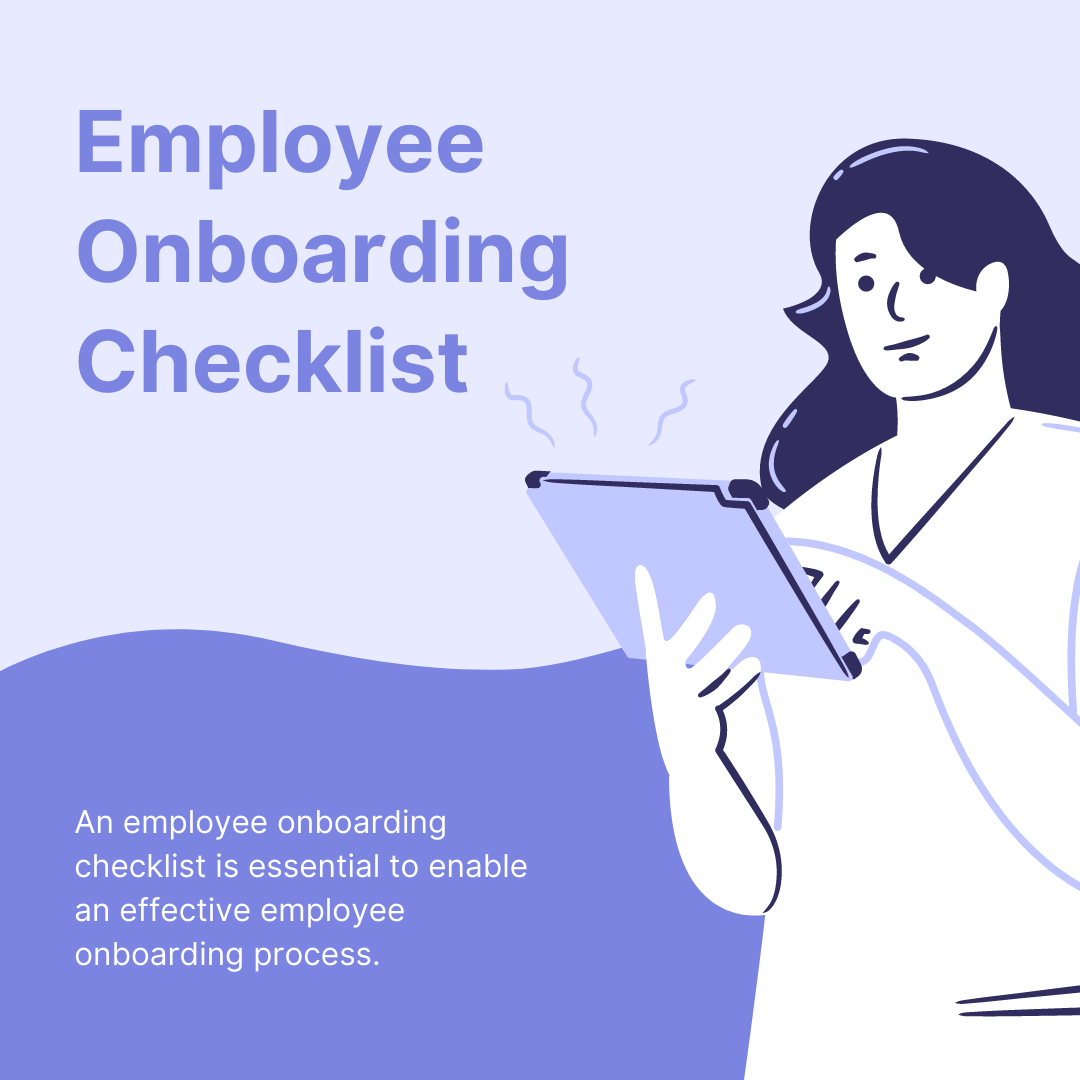 Employee
Onboarding
Checklist
An employee onboarding
checklist is essential to enable
an effective employee
onboarding process.